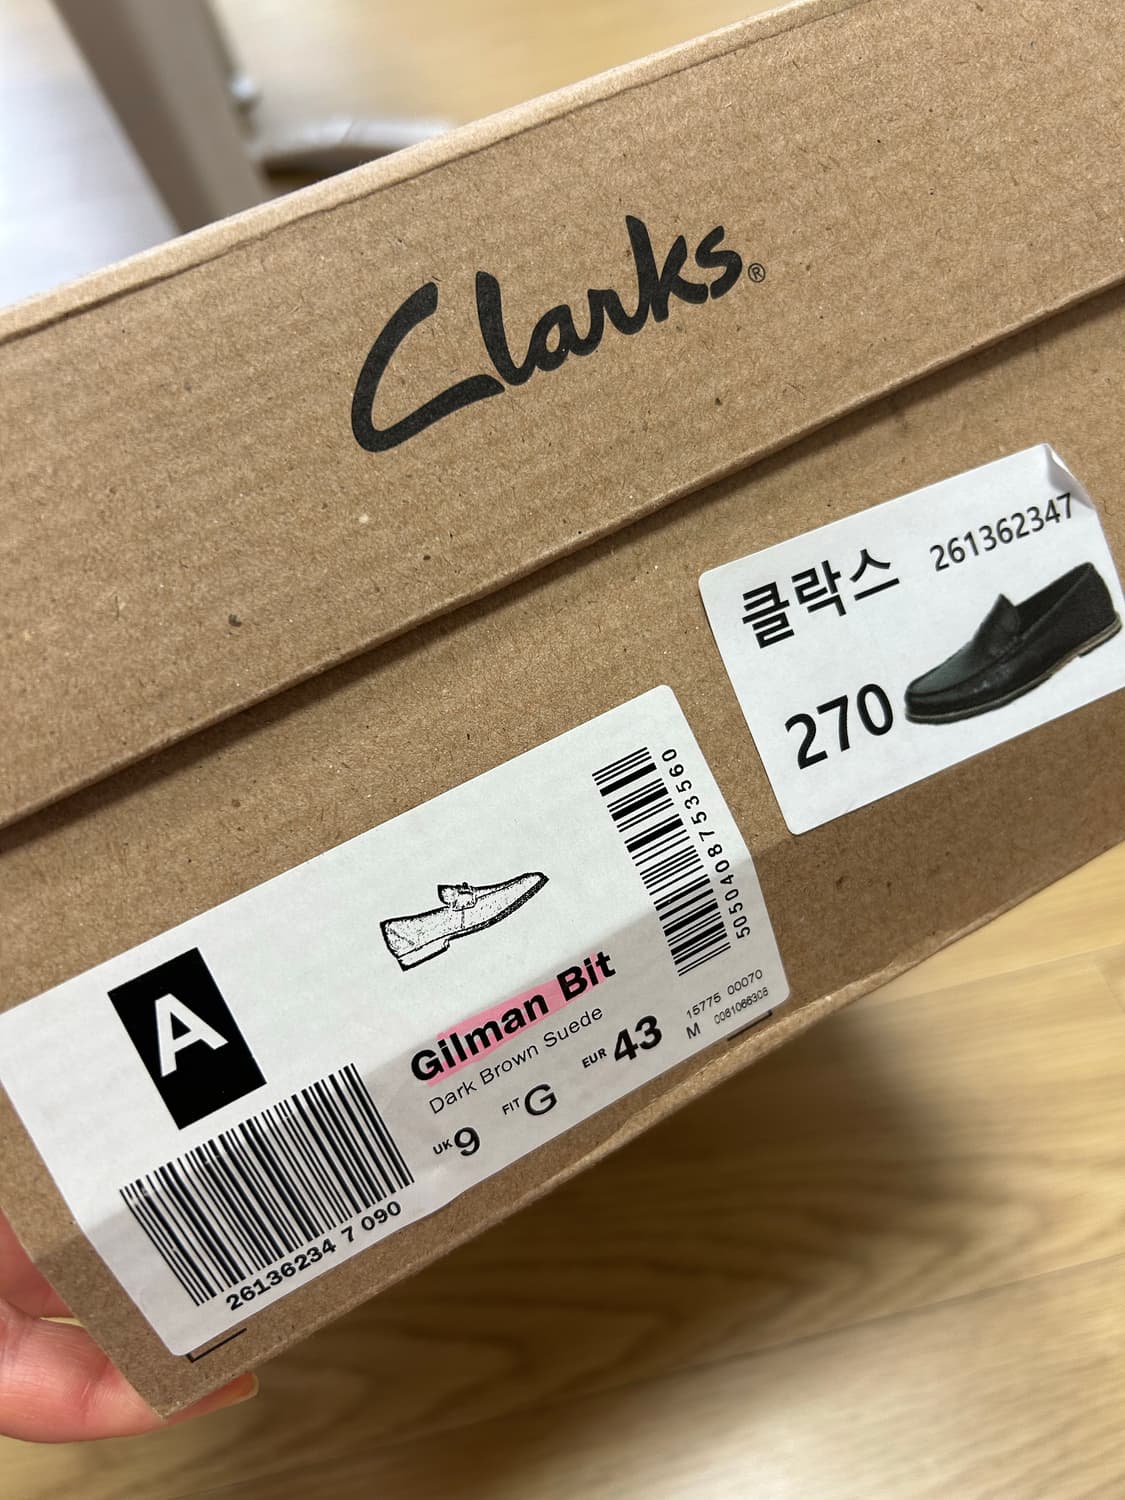 Clarks®
클락스 261362347
270
5050408753560
A
Gilman Bit
Dark Brown Suede
UK 9 FIT G EUR 43
15775 00070
M 0061066308
26136234 7 090